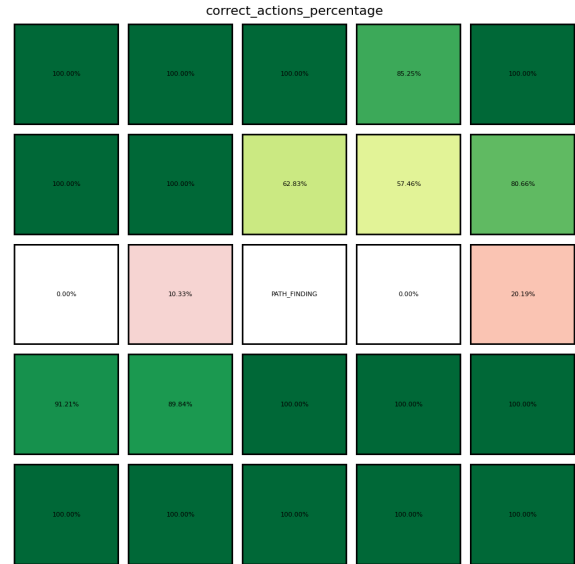 correct_actions_percentage
100.00% 100.00% 100.00% 85.25% 100.00%
100.00% 100.00% 62.83% 57.46% 80.66%
0.00% 10.33% PATH_FINDING 0.00% 20.19%
91.21% 89.84% 100.00% 100.00% 100.00%
100.00% 100.00% 100.00% 100.00% 100.00%